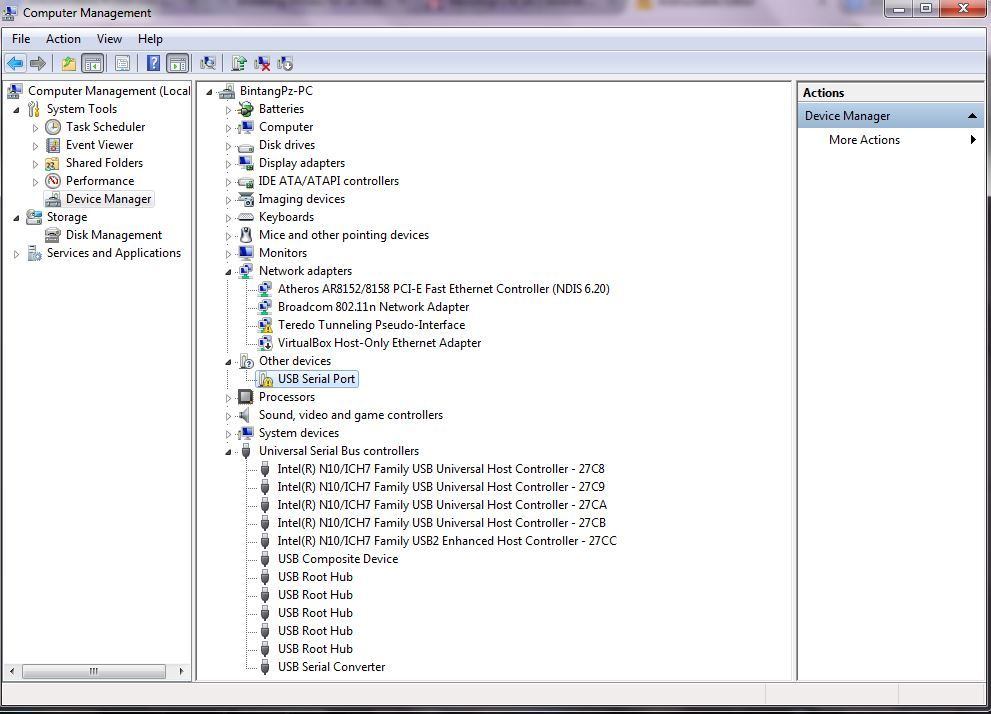 Computer Management
File Action View Help
Computer Management (Local
System Tools
Task Scheduler
Event Viewer
Shared Folders
Performance
Device Manager
Storage
Disk Management
Services and Applications
BintangPz-PC
Batteries
Computer
Disk drives
Display adapters
IDE ATA/ATAPI controllers
Imaging devices
Keyboards
Mice and other pointing devices
Monitors
Network adapters
Atheros AR8152/8158 PCI-E Fast Ethernet Controller (NDIS 6.20)
Broadcom 802.11n Network Adapter
Teredo Tunneling Pseudo-Interface
VirtualBox Host-Only Ethernet Adapter
Other devices
USB Serial Port
Processors
Sound, video and game controllers
System devices
Universal Serial Bus controllers
Intel(R) N10/ICH7 Family USB Universal Host Controller - 27C8
Intel(R) N10/ICH7 Family USB Universal Host Controller - 27C9
Intel(R) N10/ICH7 Family USB Universal Host Controller - 27CA
Intel(R) N10/ICH7 Family USB Universal Host Controller - 27CB
Intel(R) N10/ICH7 Family USB2 Enhanced Host Controller - 27CC
USB Composite Device
USB Root Hub
USB Root Hub
USB Root Hub
USB Root Hub
USB Root Hub
USB Serial Converter
Actions
Device Manager
More Actions